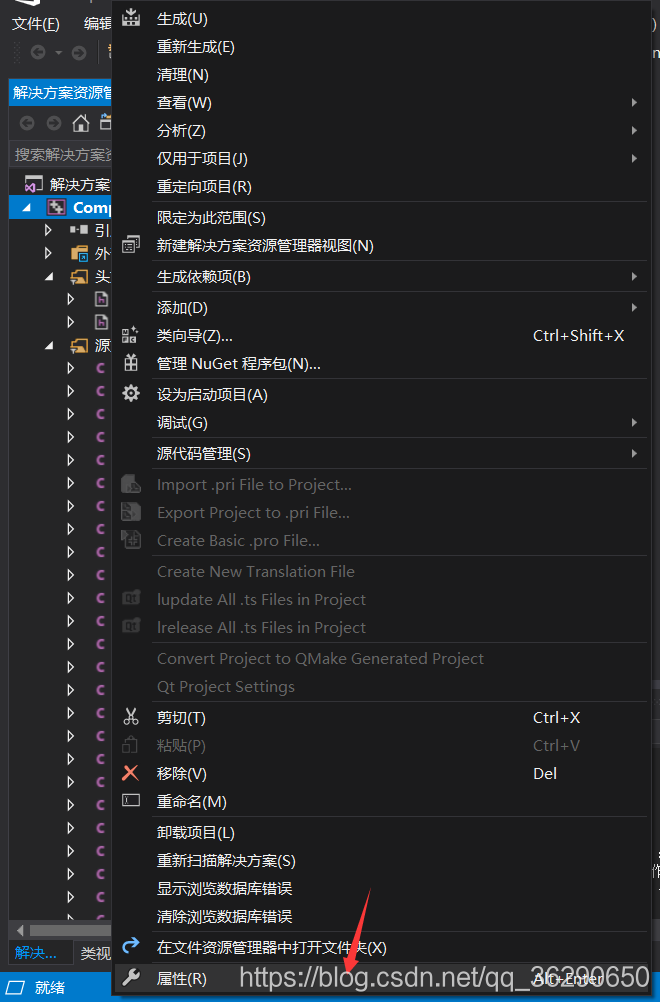 文件(F) 编辑
生成(U)
重新生成(E)
清理(N)
查看(W)
分析(Z)
仅用于项目(J)
重定向项目(R)
限定为此范围(S)
新建解决方案资源管理器视图(N)
生成依赖项(B)
添加(D)
类向导(Z)... Ctrl+Shift+X
管理 NuGet 程序包(N)...
设为启动项目(A)
调试(G)
源代码管理(S)
Import .pri File to Project...
Export Project to .pri File...
Create Basic .pro File...
Create New Translation File
lupdate All .ts Files in Project
lrelease All .ts Files in Project
Convert Project to QMake Generated Project
Qt Project Settings
剪切(T) Ctrl+X
粘贴(P) Ctrl+V
移除(V) Del
重命名(M)
卸载项目(L)
重新扫描解决方案(S)
显示浏览数据库错误
清除浏览数据库错误
在文件资源管理器中打开文件夹(X)
属性(R) Alt+Enter
https://blog.csdn.net/qq_36290650
解决方案资源管
搜索解决方案资
解决方案
Comp
引
外
头
源
解决... 类视
就绪